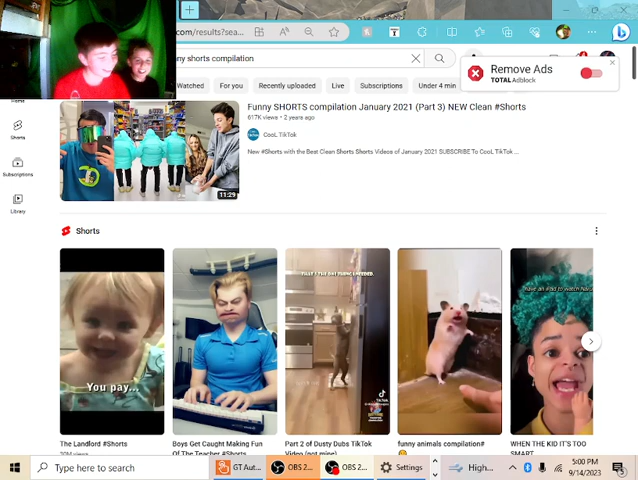 .com/results?sea...
ny shorts compilation
Watched
For you
Recently uploaded
Live
Subscriptions
Under 4 min
Remove Ads
TOTAL Adblock
Home
Shorts
Subscriptions
Library
Funny SHORTS compilation January 2021 (Part 3) NEW Clean #Shorts
617K views • 2 years ago
CooL TikTok
New #Shorts with the Best Clean Shorts Shorts Videos of January 2021 SUBSCRIBE To CooL TikTok ...
11:29
Shorts
You pay...
TikTok
The Landlord #Shorts
Boys Get Caught Making Fun
Of The Teacher #Shorts
Part 2 of Dusty Dubs TikTok
Video (not mine)
funny animals compilation#
WHEN THE KID IT'S TOO
SMART
Type here to search
GT Aut...
OBS 2...
OBS 2...
Settings
High...
5:00 PM
9/14/2023